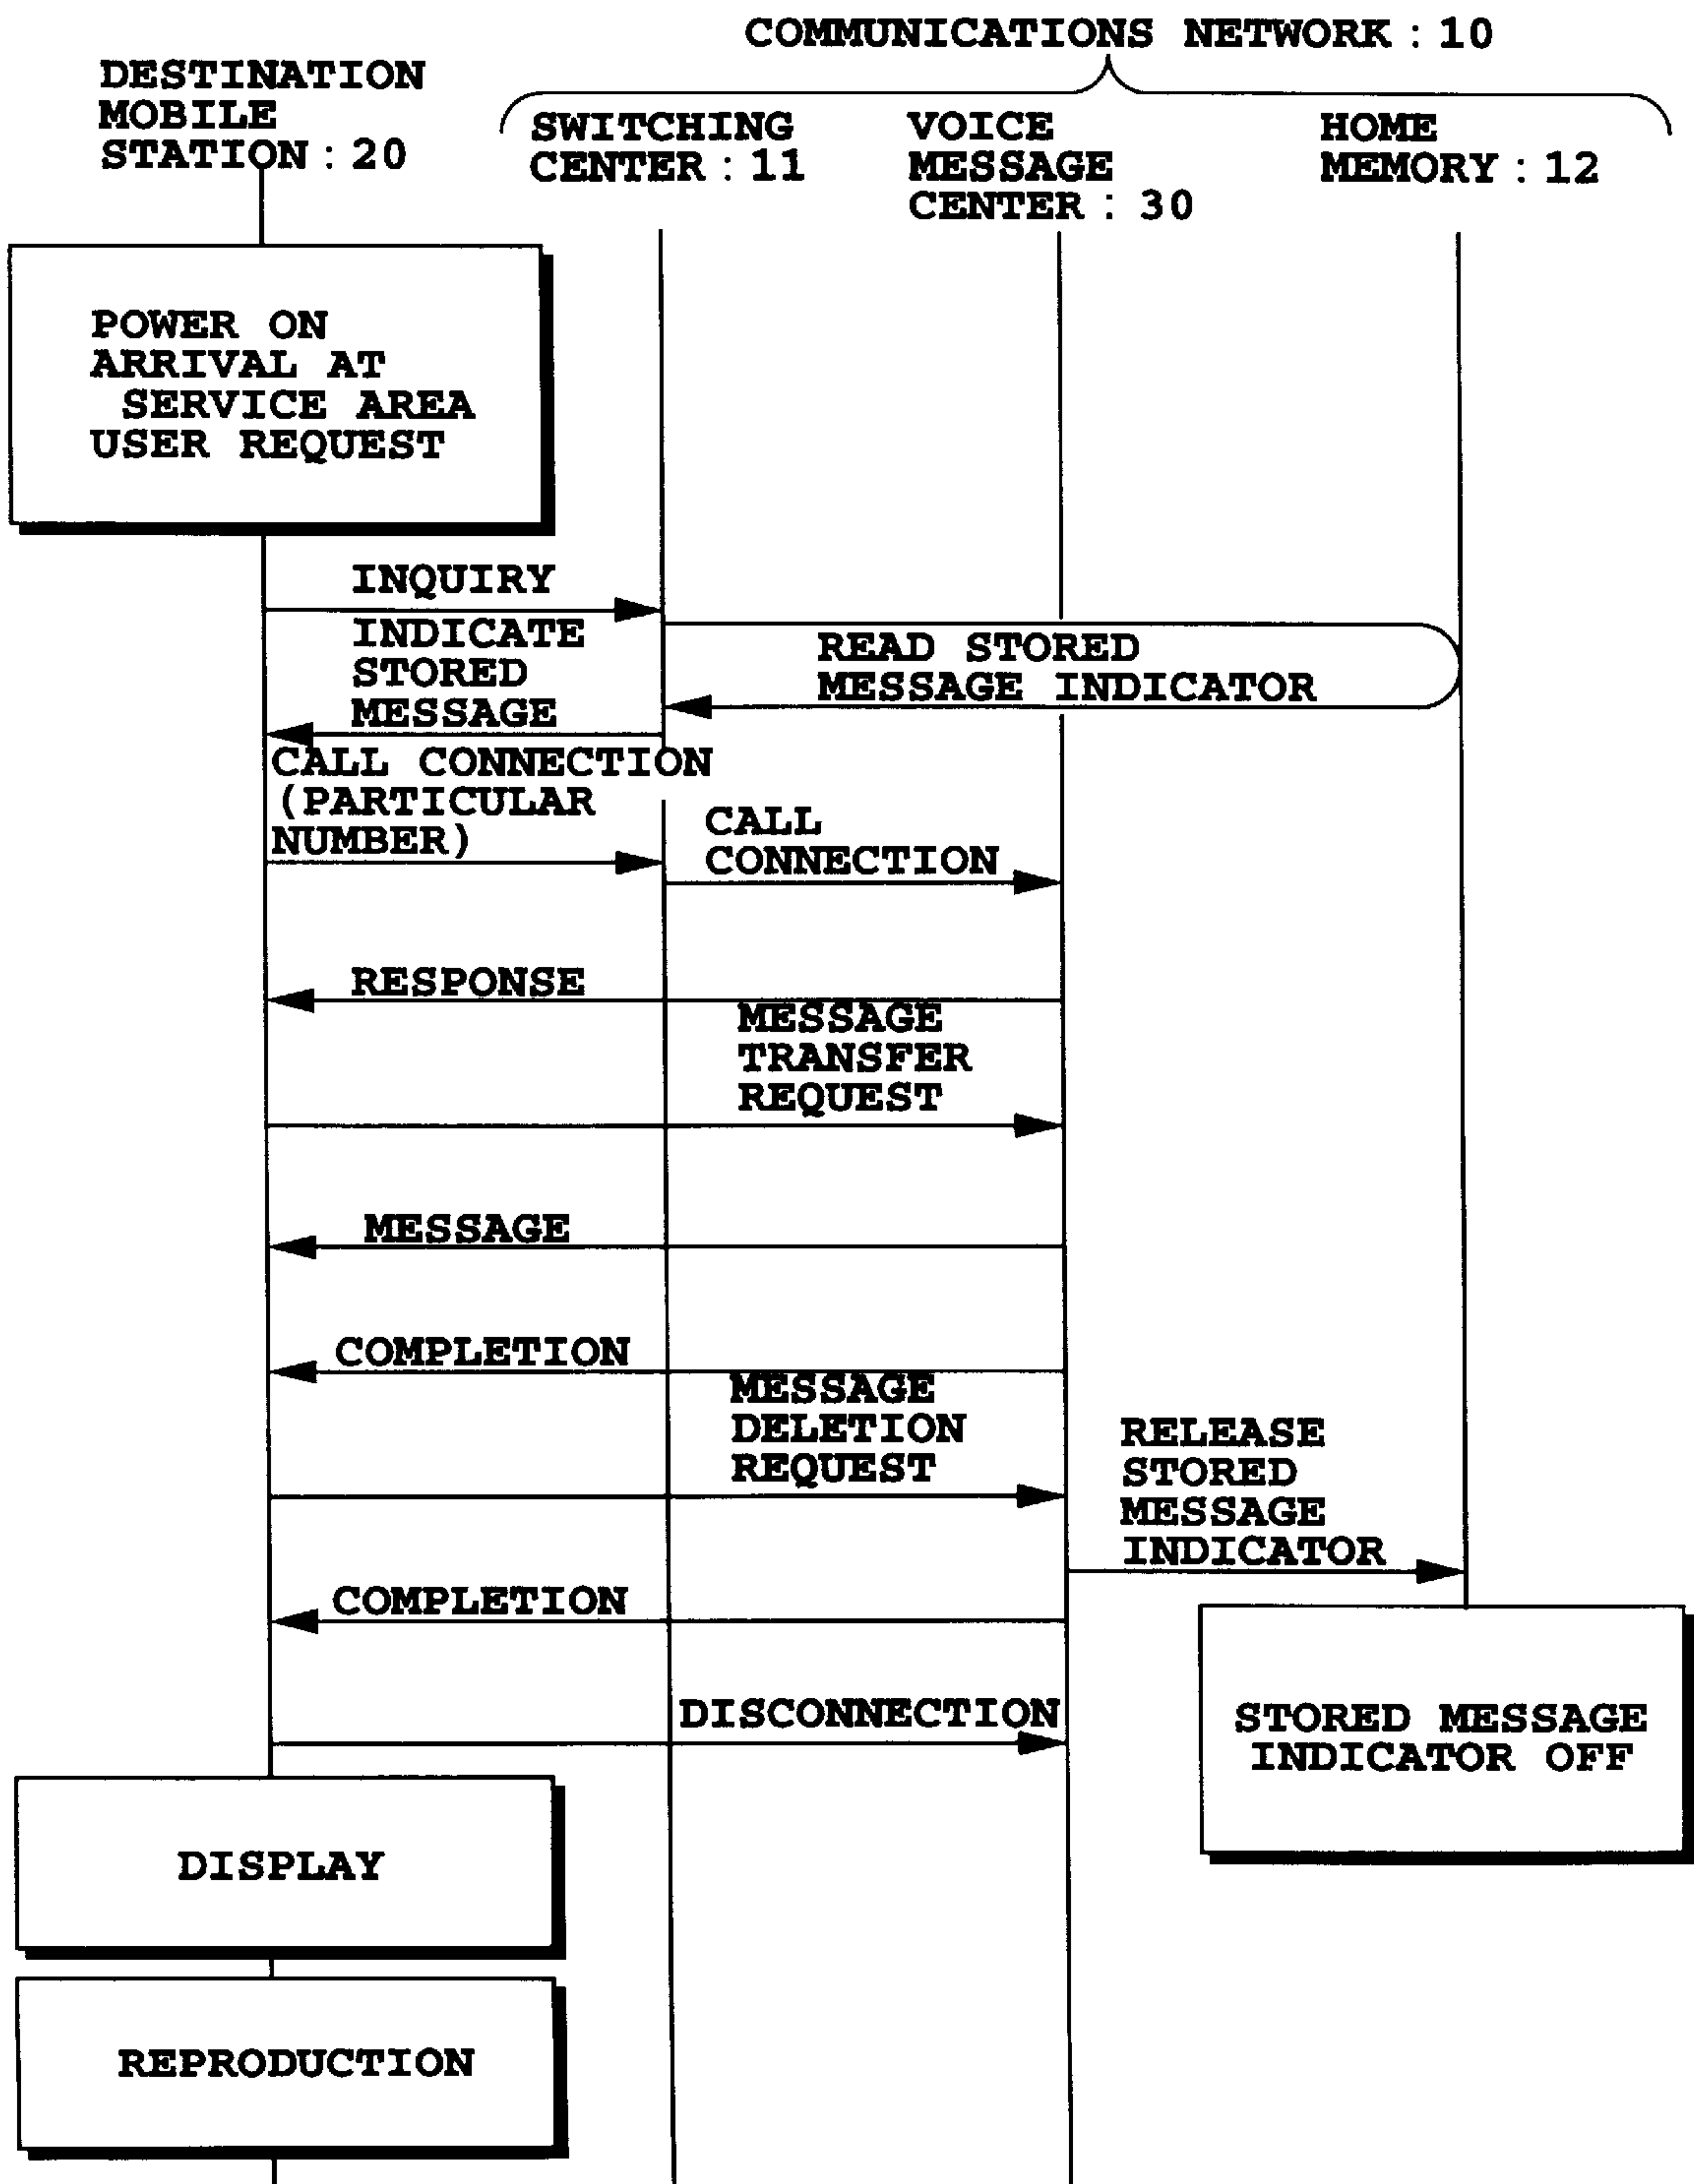 COMMUNICATIONS NETWORK : 10
DESTINATION
MOBILE
STATION : 20
SWITCHING
CENTER : 11
VOICE
MESSAGE
CENTER : 30
HOME
MEMORY : 12
POWER ON
ARRIVAL AT
SERVICE AREA
USER REQUEST
INQUIRY
INDICATE
STORED
MESSAGE
READ STORED
MESSAGE INDICATOR
CALL CONNECTION
(PARTICULAR
NUMBER)
CALL
CONNECTION
RESPONSE
MESSAGE
TRANSFER
REQUEST
MESSAGE
COMPLETION
MESSAGE
DELETION
REQUEST
RELEASE
STORED
MESSAGE
INDICATOR
COMPLETION
DISCONNECTION
STORED MESSAGE
INDICATOR OFF
DISPLAY
REPRODUCTION